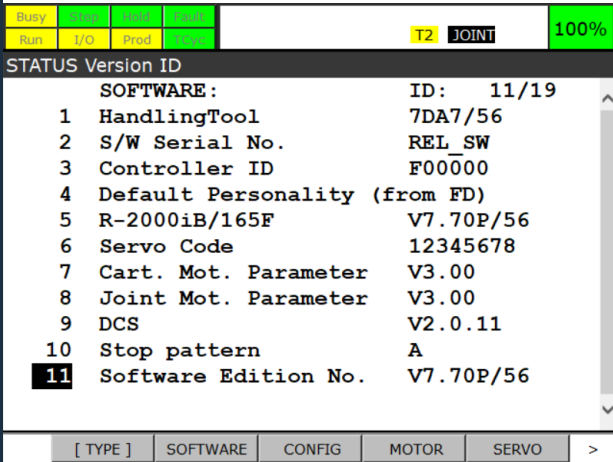 Busy Step Hold Fault
Run I/O Prod TCyc
T2 JOINT
100%
STATUS Version ID
SOFTWARE: ID: 11/19
1 HandlingTool 7DA7/56
2 S/W Serial No. REL_SW
3 Controller ID F00000
4 Default Personality (from FD)
5 R-2000iB/165F V7.70P/56
6 Servo Code 12345678
7 Cart. Mot. Parameter V3.00
8 Joint Mot. Parameter V3.00
9 DCS V2.0.11
10 Stop pattern A
11 Software Edition No. V7.70P/56
[ TYPE ] SOFTWARE CONFIG MOTOR SERVO >